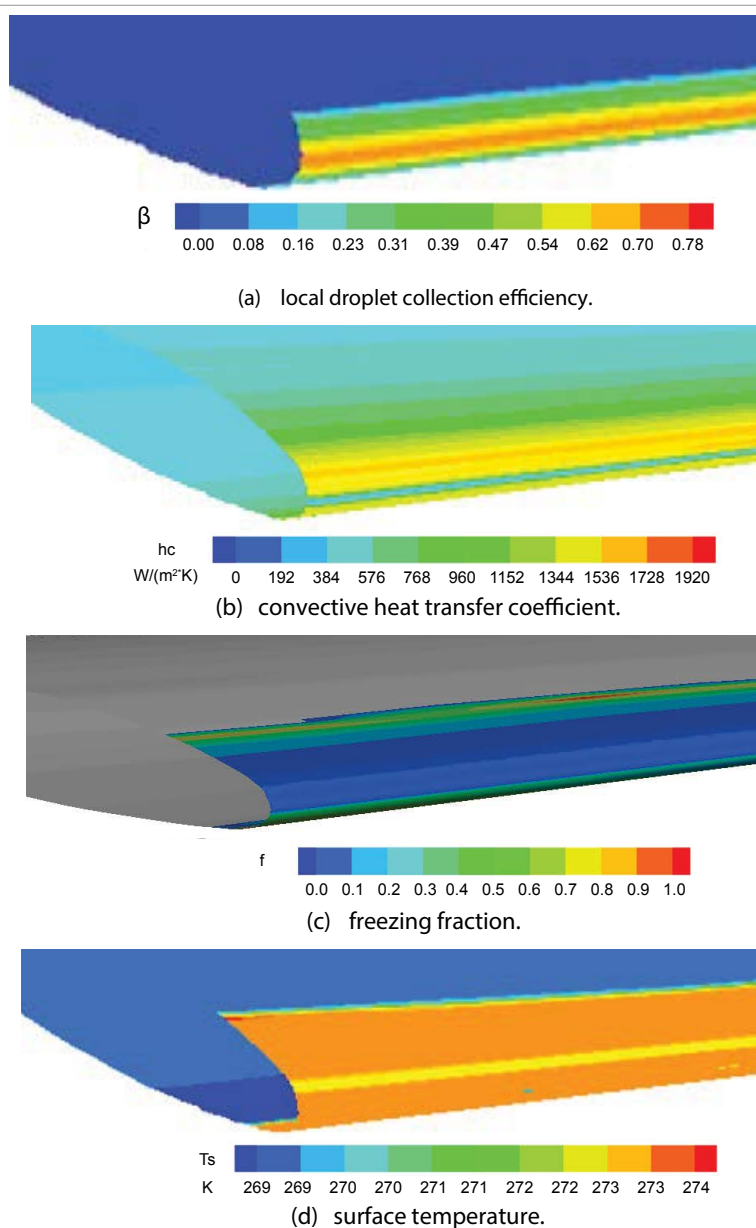 β
0.00 0.08 0.16 0.23 0.31 0.39 0.47 0.54 0.62 0.70 0.78
(a) local droplet collection efficiency.
hc
W/(m²*K) 0 192 384 576 768 960 1152 1344 1536 1728 1920
(b) convective heat transfer coefficient.
f
0.0 0.1 0.2 0.3 0.4 0.5 0.6 0.7 0.8 0.9 1.0
(c) freezing fraction.
Ts
K 269 269 270 270 271 271 272 272 273 273 274
(d) surface temperature.